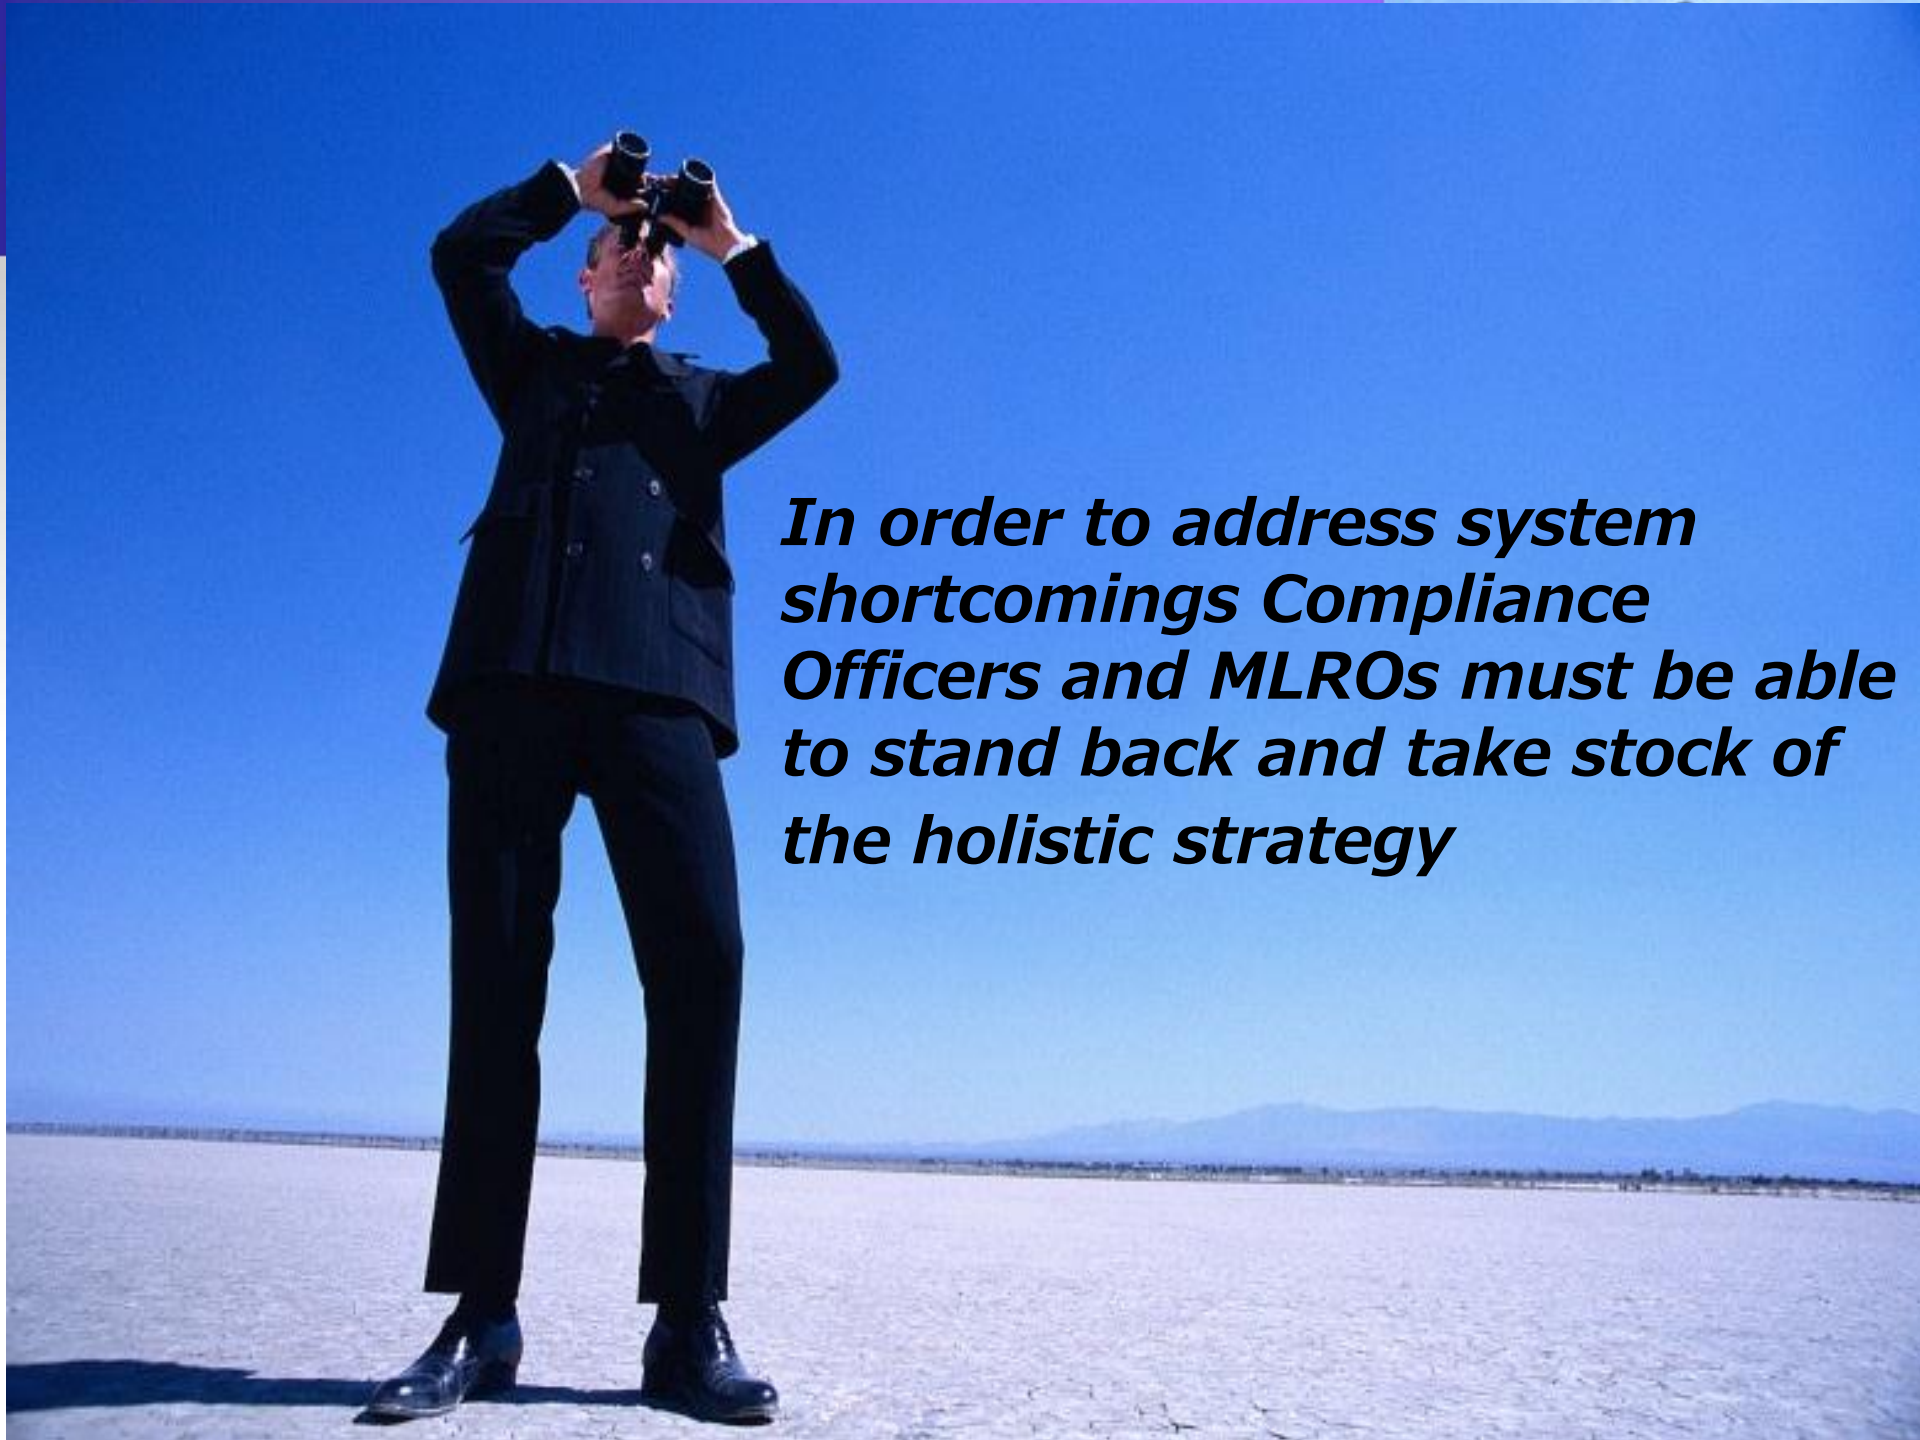 In order to address system
shortcomings Compliance
Officers and MLROs must be able
to stand back and take stock of
the holistic strategy